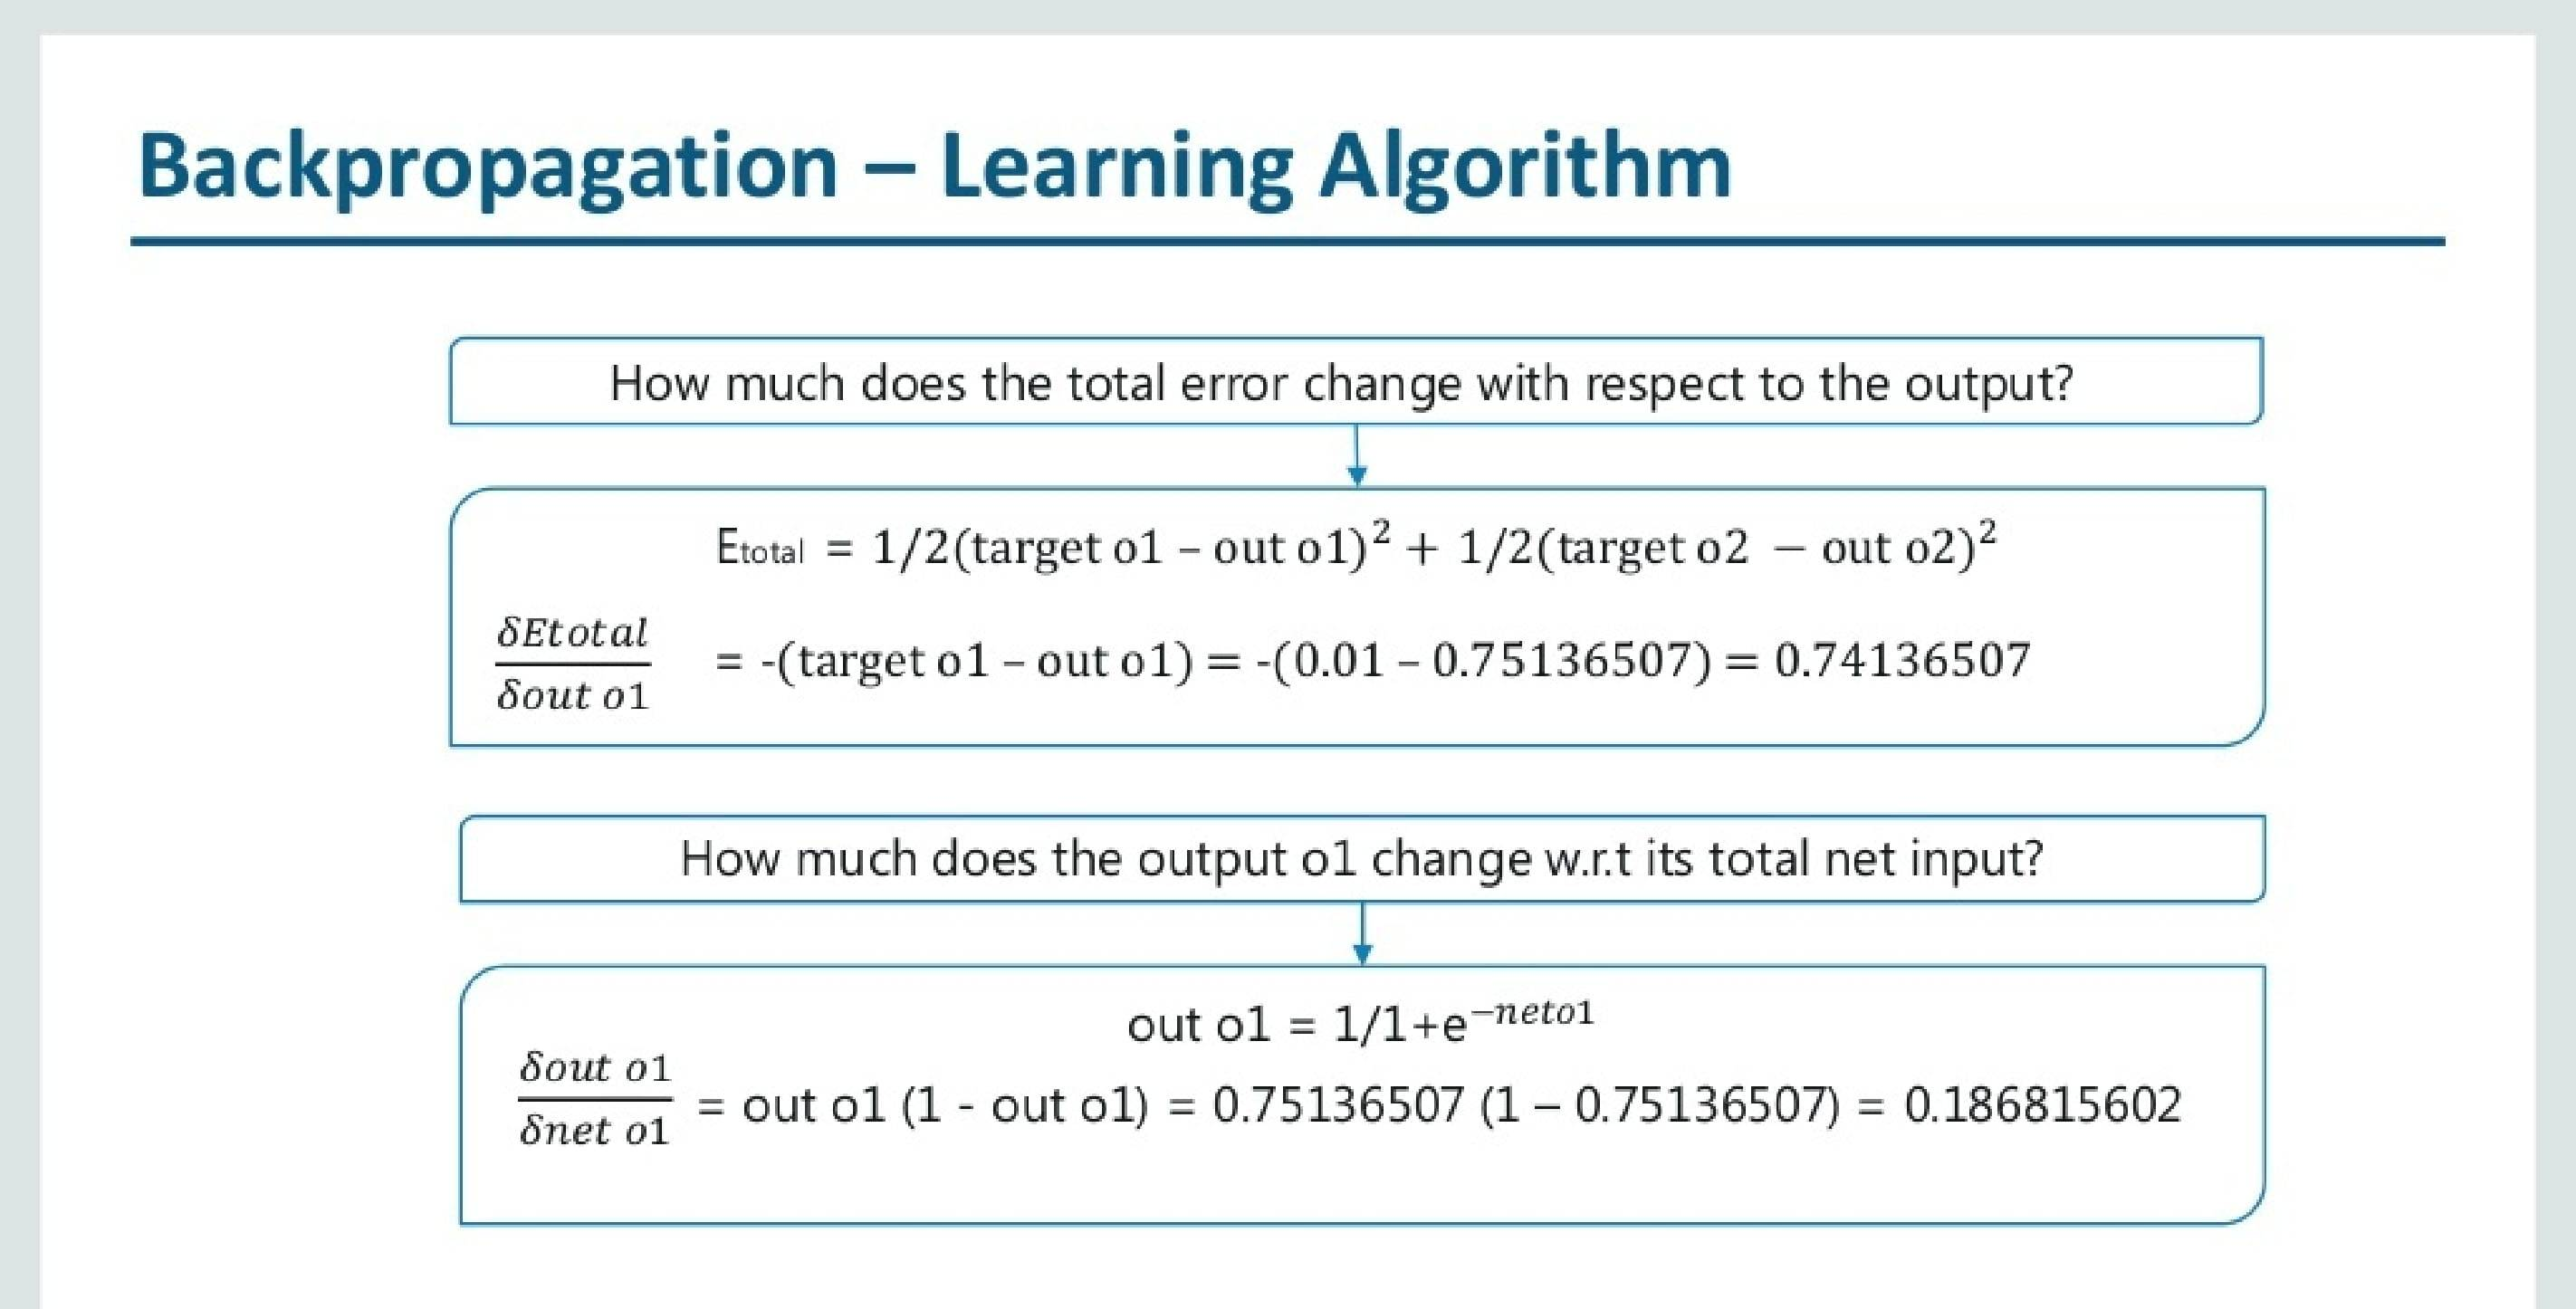 Backpropagation – Learning Algorithm
How much does the total error change with respect to the output?
Etotal = 1/2(target o1 – out o1)² + 1/2(target o2 – out o2)²
δEtotal
δout o1
= -(target o1 – out o1) = -(0.01 – 0.75136507) = 0.74136507
How much does the output o1 change w.r.t its total net input?
out o1 = 1/1+e^−neto1
δout o1
δnet o1
= out o1 (1 - out o1) = 0.75136507 (1 – 0.75136507) = 0.186815602